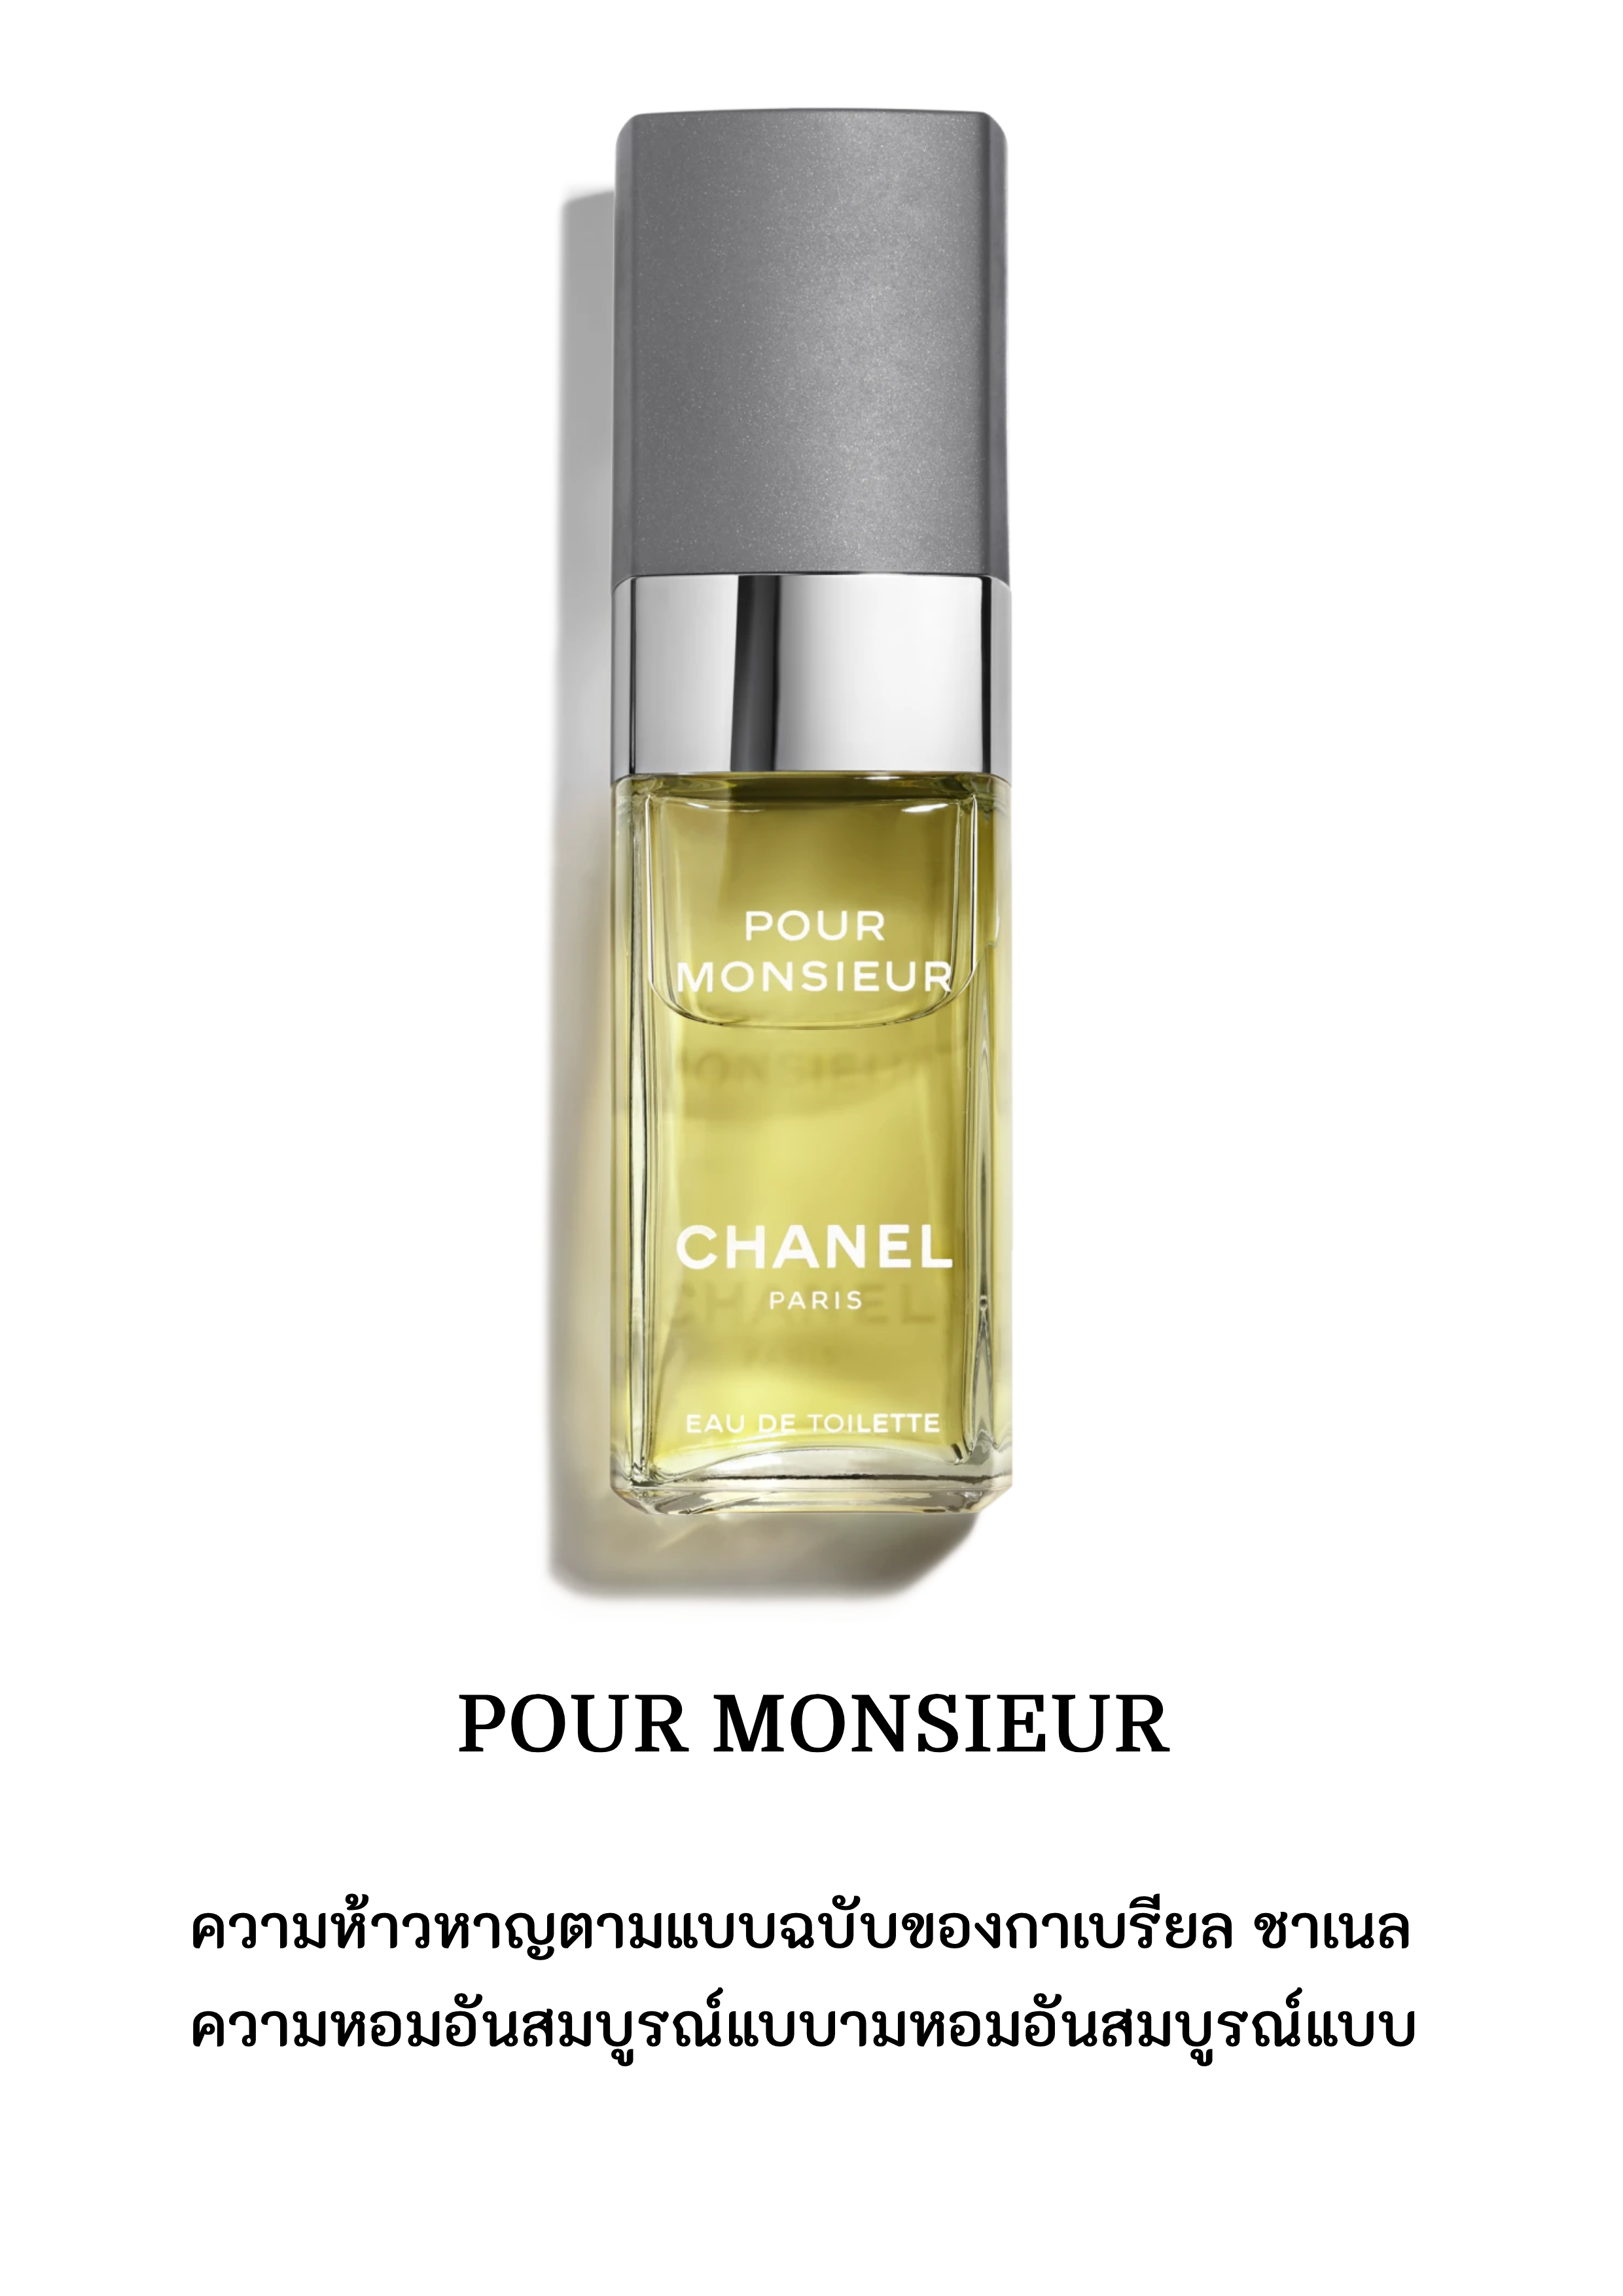 POUR
MONSIEUR
CHANEL
PARIS
EAU DE TOILETTE
POUR MONSIEUR
ความห้าวหาญตามแบบฉบับของกาเบรียล ชาเนล
ความหอมอันสมบูรณ์แบบามหอมอันสมบูรณ์แบบ